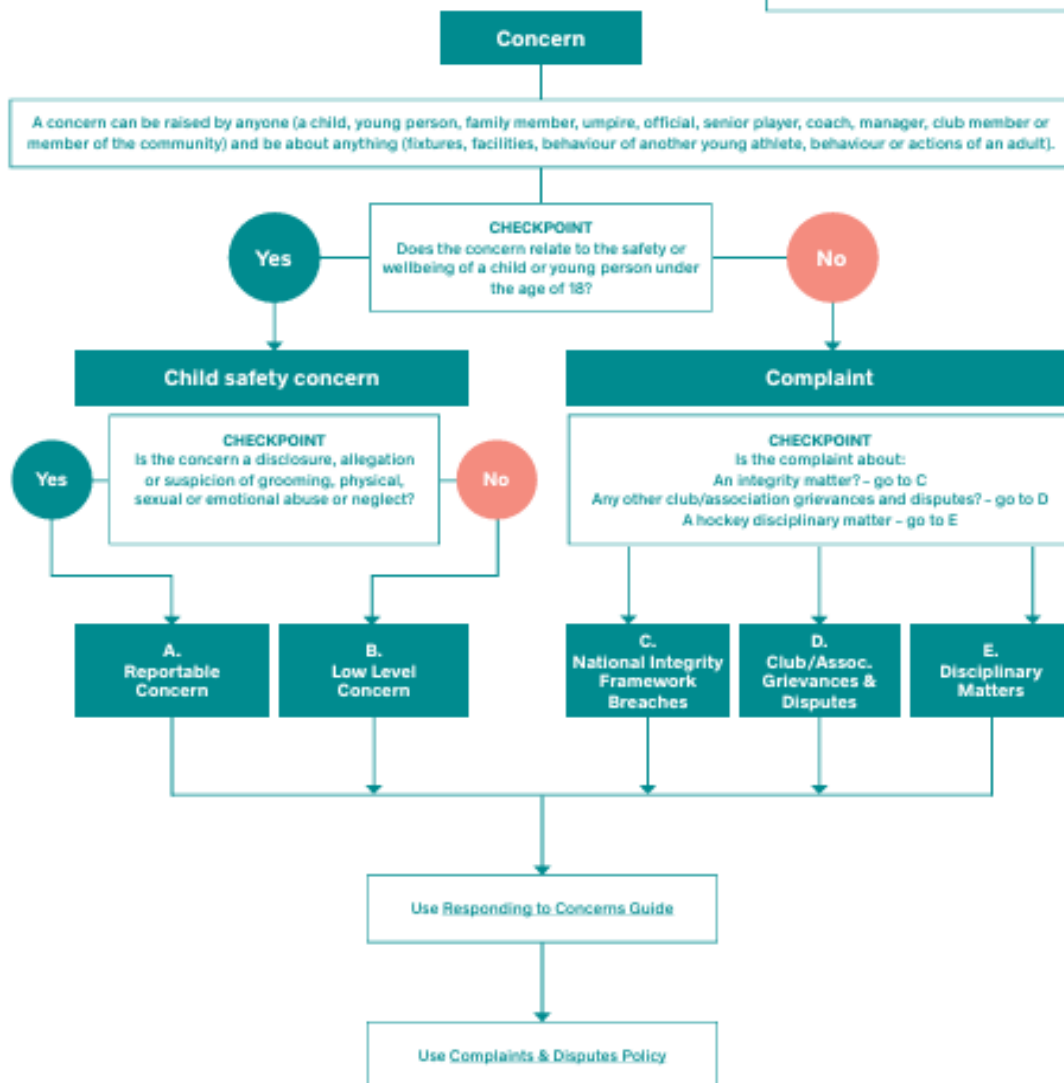 Concern
A concern can be raised by anyone (a child, young person, family member, umpire, official, senior player, coach, manager, club member or
member of the community) and be about anything (fixtures, facilities, behaviour of another young athlete, behaviour or actions of an adult).
CHECKPOINT
Does the concern relate to the safety or
wellbeing of a child or young person under
the age of 18?
Yes
No
Child safety concern
Complaint
CHECKPOINT
Is the concern a disclosure, allegation
or suspicion of grooming, physical,
sexual or emotional abuse or neglect?
Yes
No
CHECKPOINT
Is the complaint about:
An integrity matter? – go to C
Any other club/association grievances and disputes? – go to D
A hockey disciplinary matter – go to E
A.
Reportable
Concern
B.
Low Level
Concern
C.
National Integrity
Framework
Breaches
D.
Club/Assoc.
Grievances &
Disputes
E.
Disciplinary
Matters
Use Responding to Concerns Guide
Use Complaints & Disputes Policy